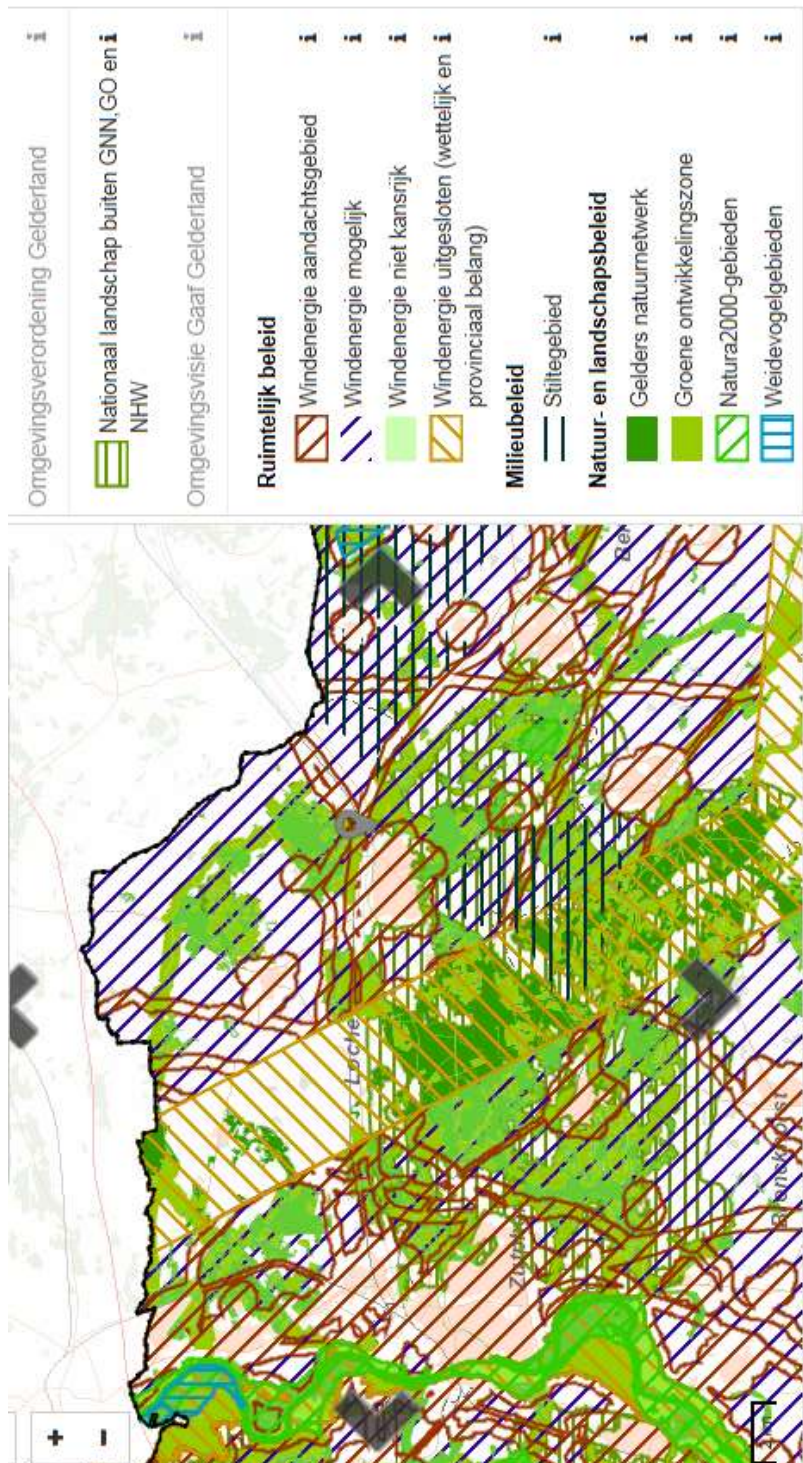 Omgevingsverordening Gelderland
Nationaal landschap buiten GNN,GO en
NHW
Omgevingsvisie Gaaf Gelderland
Ruimtelijk beleid
Windenergie aandachtsgebied
Windenergie mogelijk
Windenergie niet kansrijk
Windenergie uitgesloten (wettelijk en
provinciaal belang)
Milieubeleid
Stiltegebied
Natuur- en landschapsbeleid
Gelders natuurnetwerk
Groene ontwikkelingszone
Natura2000-gebieden
Weidevogelgebieden
+
−
Loche
Ber